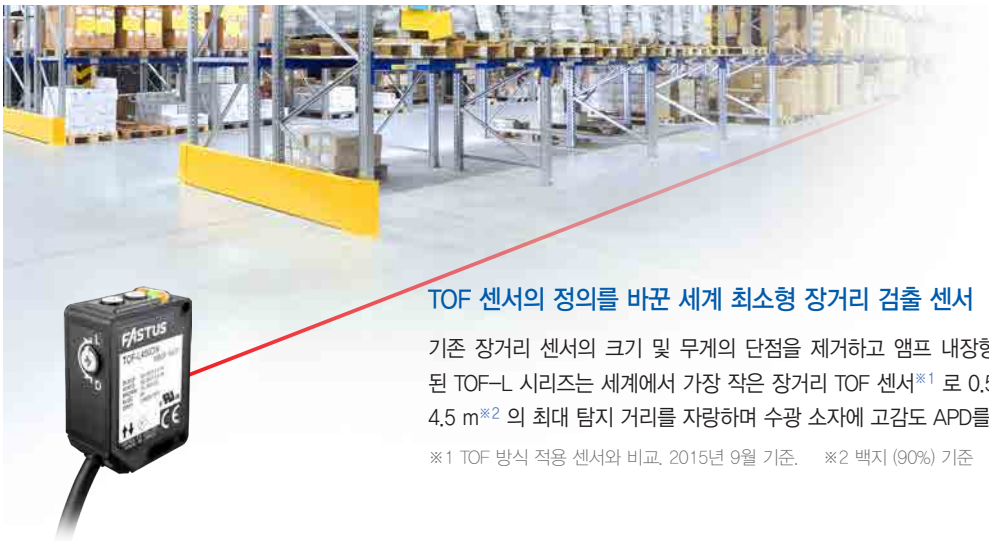 FASTUS
TOF 센서의 정의를 바꾼 세계 최소형 장거리 검출 센서
기존 장거리 센서의 크기 및 무게의 단점을 제거하고 앰프 내장형
된 TOF-L 시리즈는 세계에서 가장 작은 장거리 TOF 센서※1 로 0.5
4.5 m※2 의 최대 탐지 거리를 자랑하며 수광 소자에 고감도 APD를
※1 TOF 방식 적용 센서와 비교. 2015년 9월 기준. ※2 백지 (90%) 기준